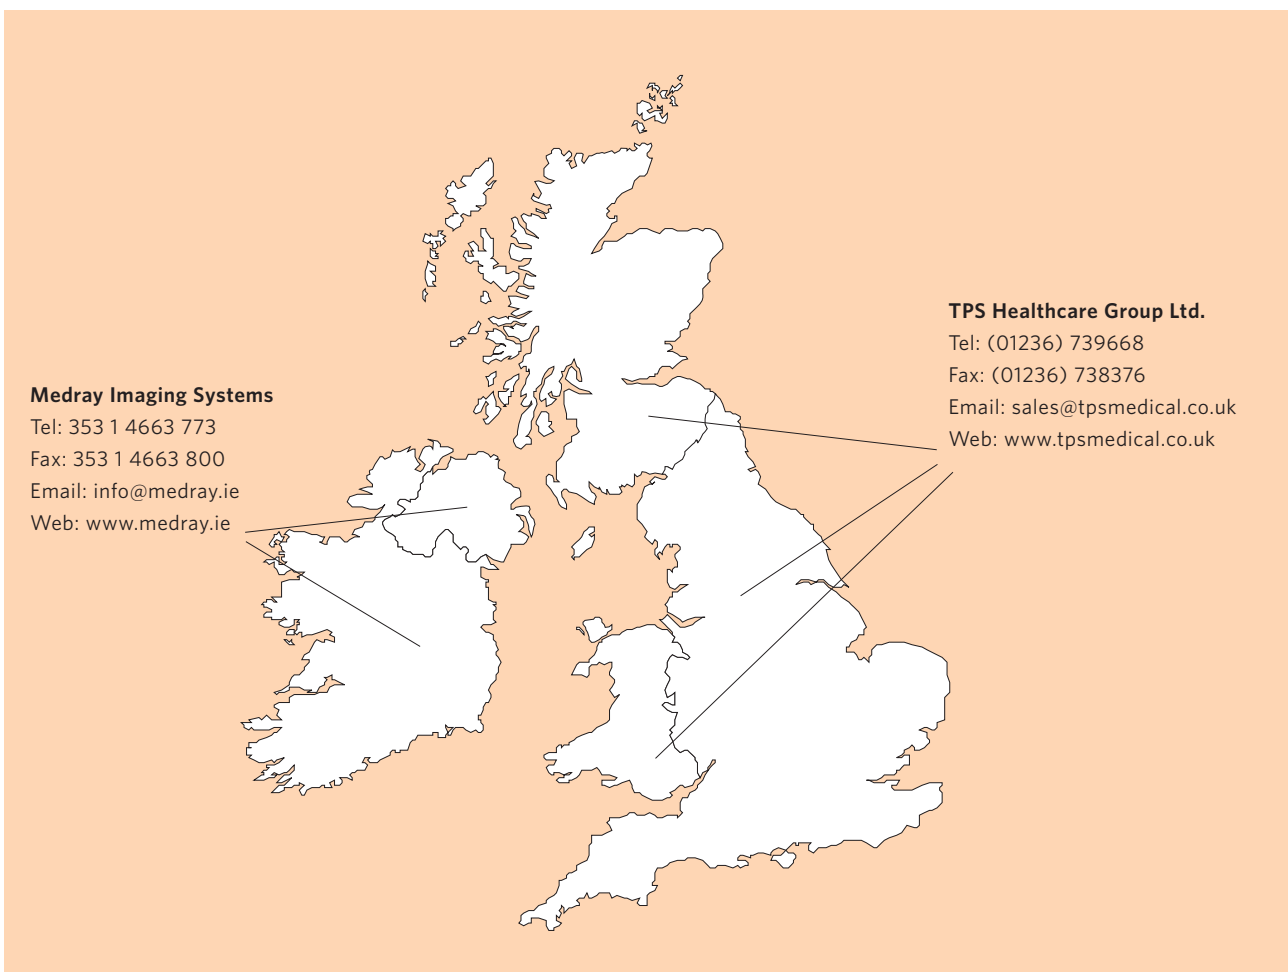 Medray Imaging Systems
Tel: 353 1 4663 773
Fax: 353 1 4663 800
Email: info@medray.ie
Web: www.medray.ie
TPS Healthcare Group Ltd.
Tel: (01236) 739668
Fax: (01236) 738376
Email: sales@tpsmedical.co.uk
Web: www.tpsmedical.co.uk